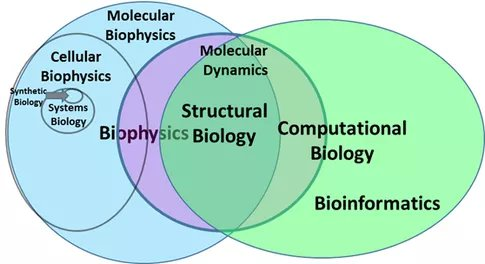 Molecular
Biophysics
Cellular
Biophysics
Molecular
Dynamics
Synthetic
Biology
Systems
Biology
Structural
Biology
Biophysics
Computational
Biology
Bioinformatics